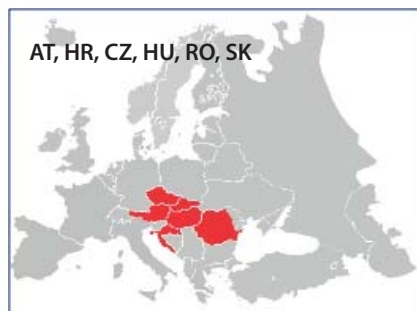 AT, HR, CZ, HU, RO, SK